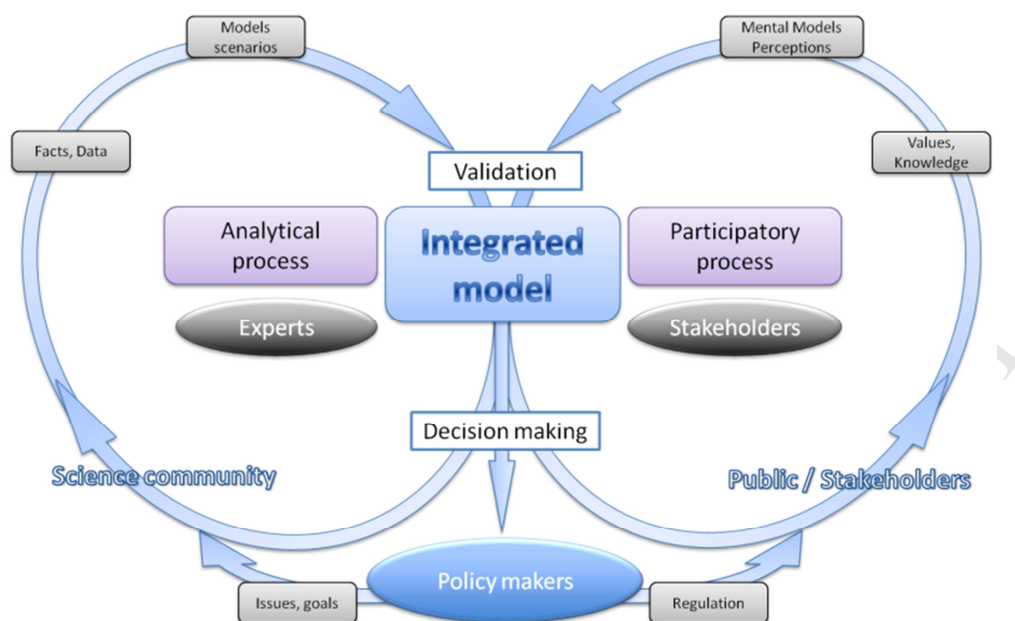 Models
scenarios
Mental Models
Perceptions
Facts, Data
Values,
Knowledge
Validation
Analytical
process
Integrated
model
Participatory
process
Experts
Stakeholders
Decision making
Science community
Public / Stakeholders
Policy makers
Issues, goals
Regulation